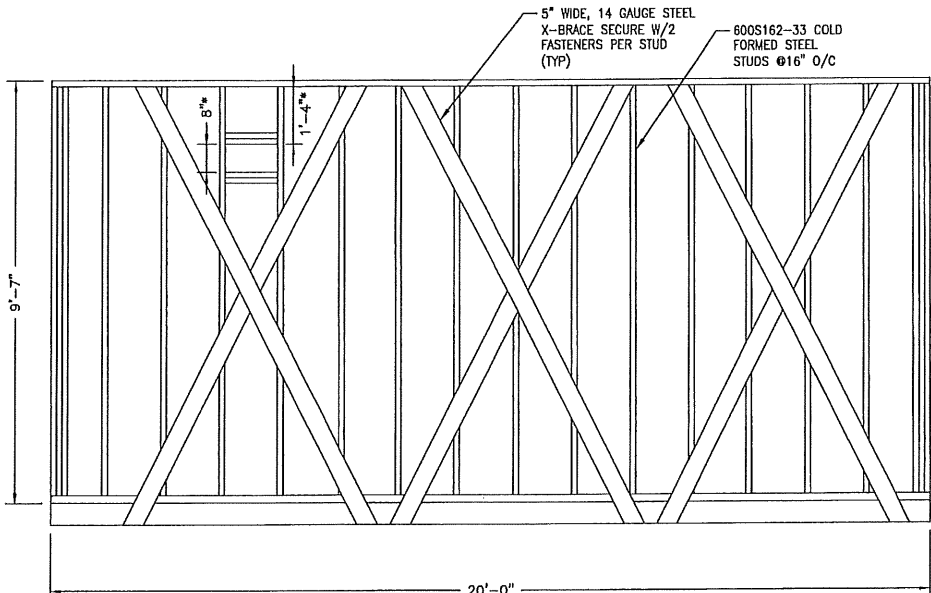 5" WIDE, 14 GAUGE STEEL
X-BRACE SECURE W/2
FASTENERS PER STUD
(TYP)
600S162-33 COLD
FORMED STEEL
STUDS @16" O/C
8"*
1'-4"*
9'-7"
20'-0"